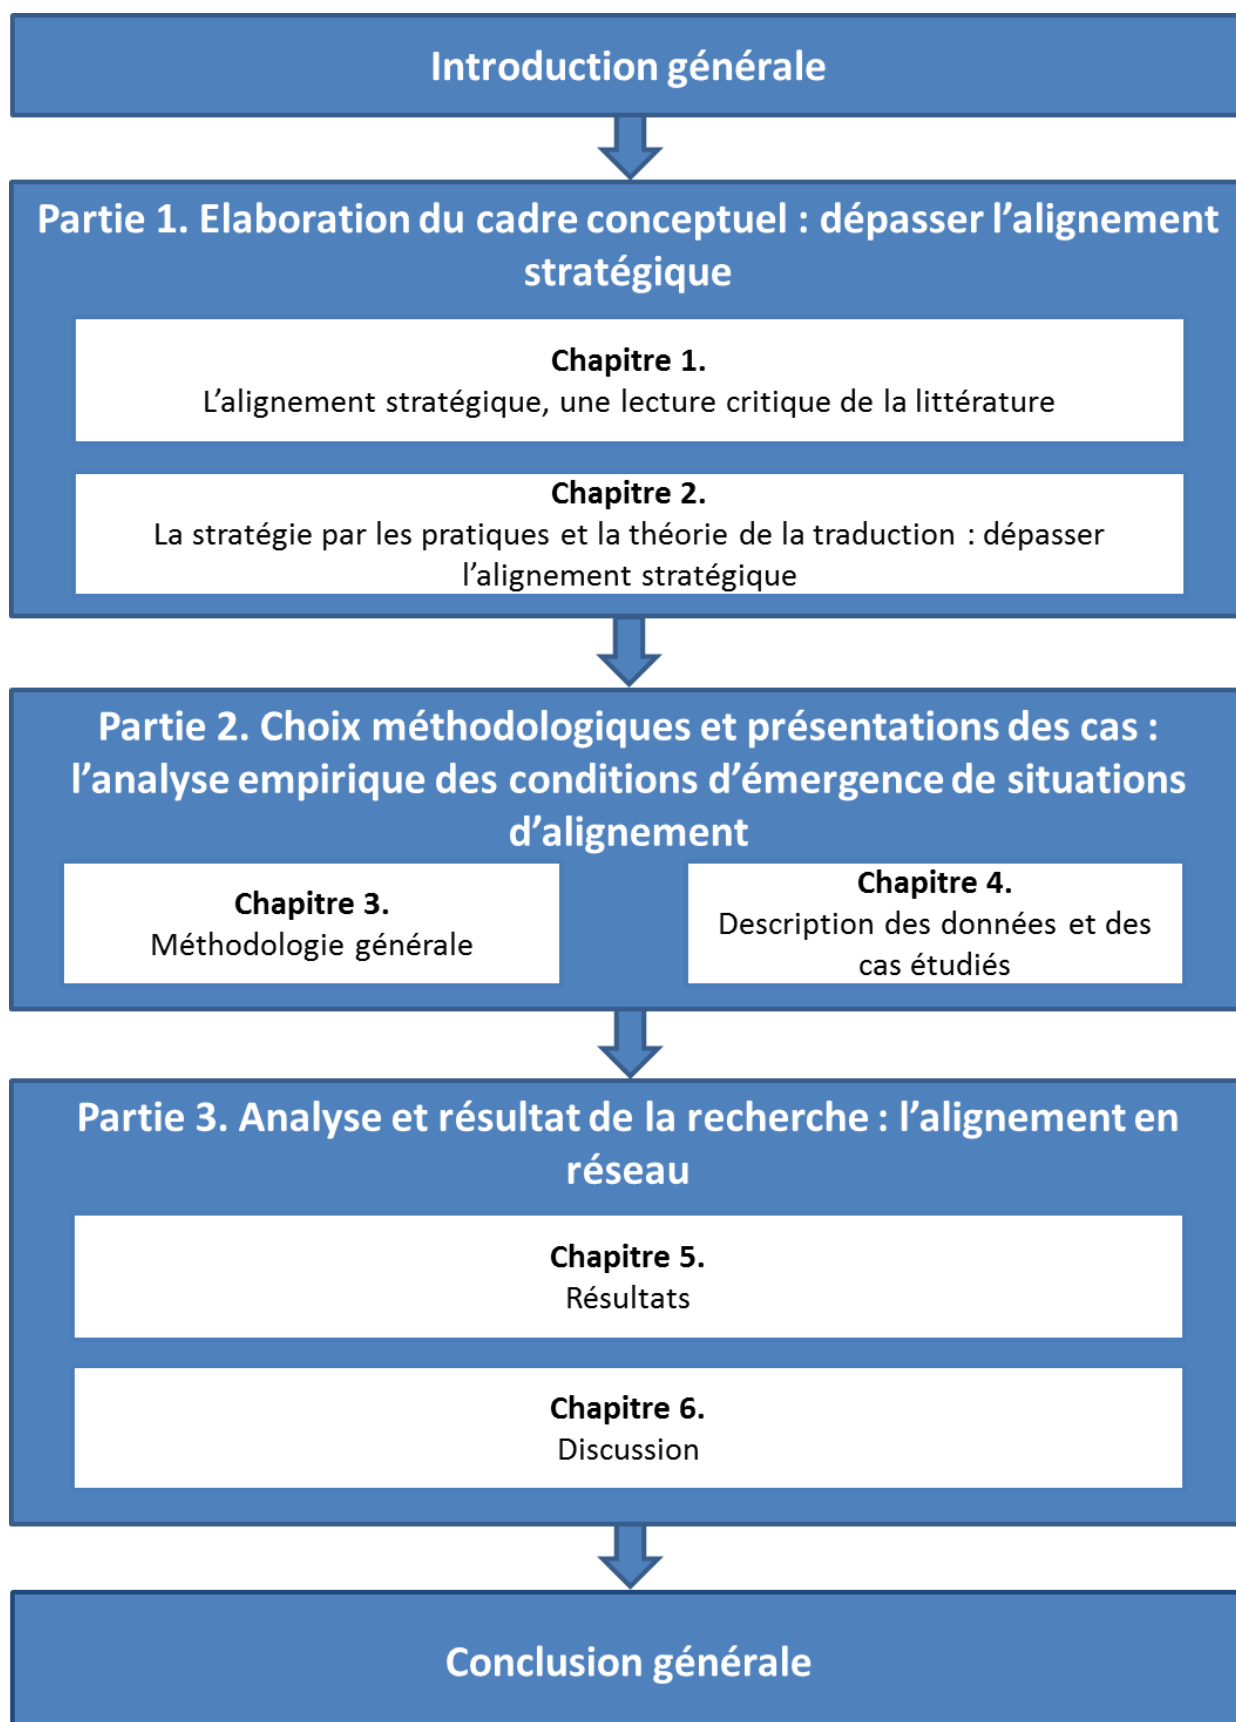 Introduction générale
Partie 1. Elaboration du cadre conceptuel : dépasser l’alignement
stratégique
Chapitre 1.
L’alignement stratégique, une lecture critique de la littérature
Chapitre 2.
La stratégie par les pratiques et la théorie de la traduction : dépasser
l’alignement stratégique
Partie 2. Choix méthodologiques et présentations des cas :
l’analyse empirique des conditions d’émergence de situations
d’alignement
Chapitre 3.
Méthodologie générale
Chapitre 4.
Description des données et des
cas étudiés
Partie 3. Analyse et résultat de la recherche : l’alignement en
réseau
Chapitre 5.
Résultats
Chapitre 6.
Discussion
Conclusion générale